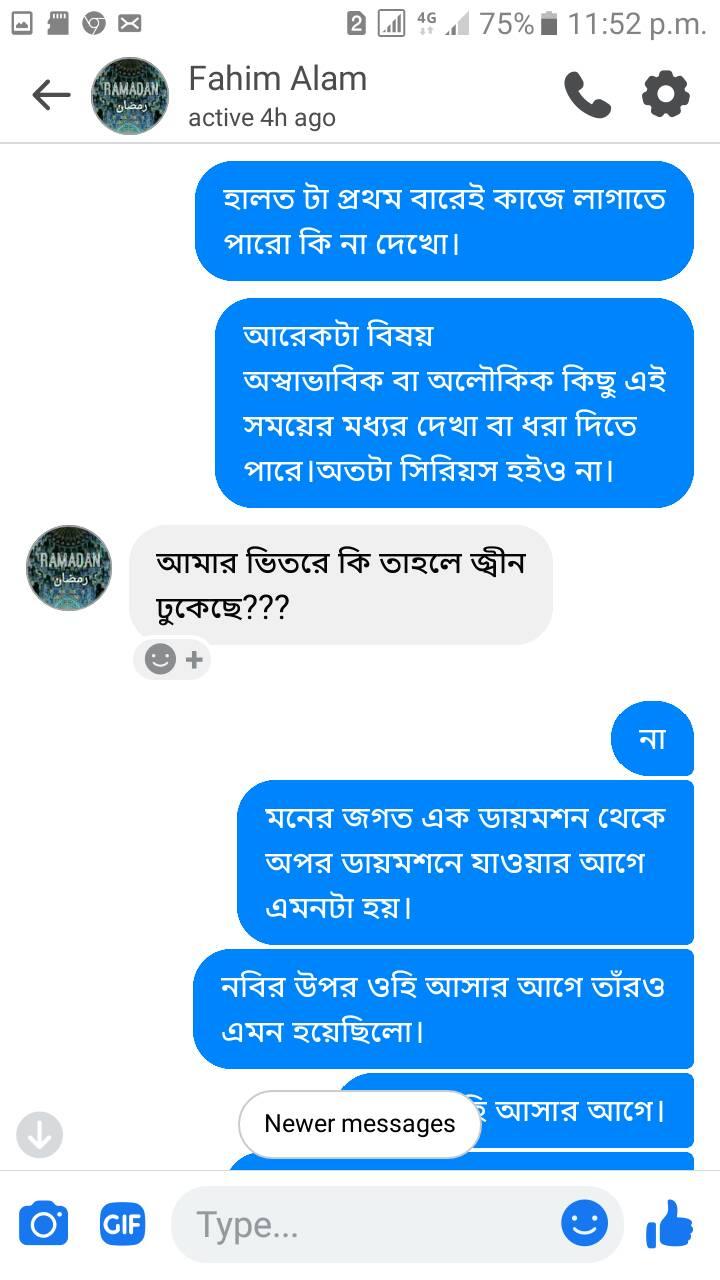 2 4G 75% 11:52 p.m.
RAMADAN
رمضان
Fahim Alam
active 4h ago
হালত টা প্রথম বারেই কাজে লাগাতে
পারো কি না দেখো।
আরেকটা বিষয়
অস্বাভাবিক বা অলৌকিক কিছু এই
সময়ের মধ্যর দেখা বা ধরা দিতে
পারে।অতটা সিরিয়স হইও না।
RAMADAN
رمضان
আমার ভিতরে কি তাহলে জ্বীন
ঢুকেছে???
না
মনের জগত এক ডায়মশন থেকে
অপর ডায়মশনে যাওয়ার আগে
এমনটা হয়।
নবির উপর ওহি আসার আগে তাঁরও
এমন হয়েছিলো।
আসার আগে।
Newer messages
GIF
Type...